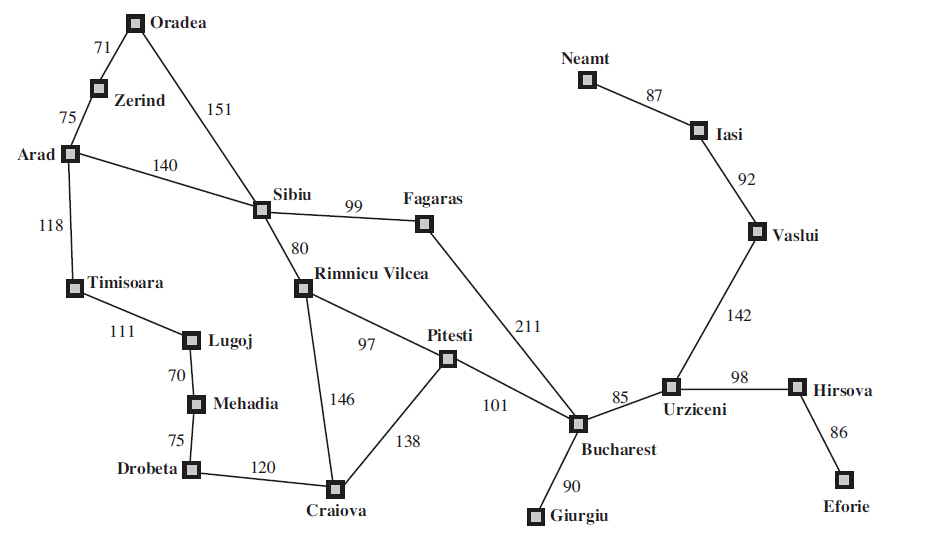 Oradea
71
Neamt
87
Zerind
151
75
Iasi
Arad
140
92
Sibiu
Fagaras
99
118
Vaslui
80
Timisoara
Rimnicu Vilcea
142
111
Lugoj
97
Pitesti
211
70
98
Hirsova
Mehadia
146
101
85
Urziceni
75
138
86
Bucharest
Drobeta
120
90
Craiova
Giurgiu
Eforie